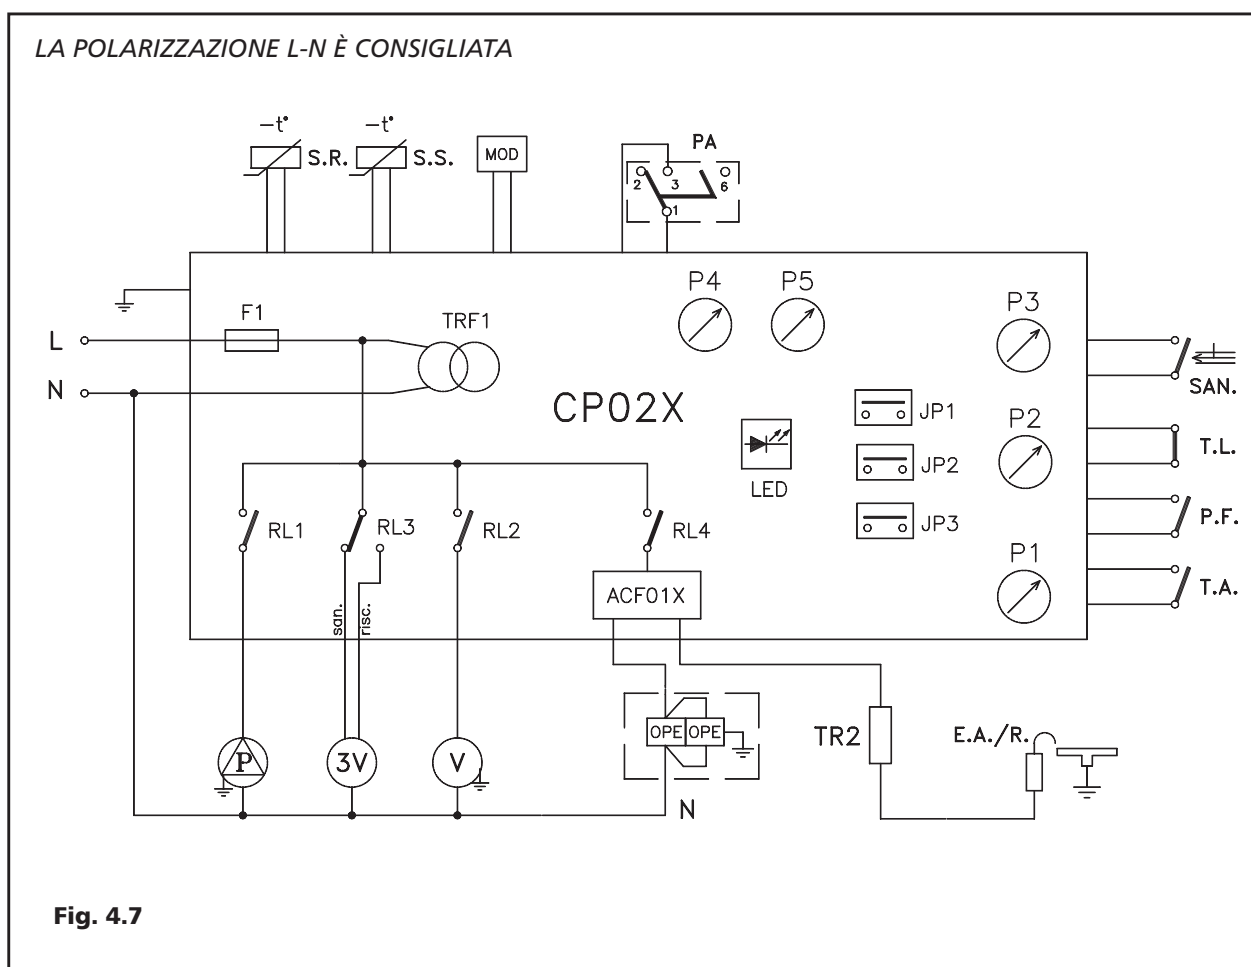 LA POLARIZZAZIONE L-N È CONSIGLIATA
-t°
-t°
S.R.
S.S.
MOD
PA
2
3
6
1
P4
P5
F1
TRF1
P3
L
N
CP02X
SAN.
JP1
P2
T.L.
JP2
LED
RL1
RL3
RL2
RL4
JP3
P.F.
P1
ACF01X
T.A.
san.
risc.
OPE
OPE
TR2
E.A./R.
P
3V
V
N
Fig. 4.7